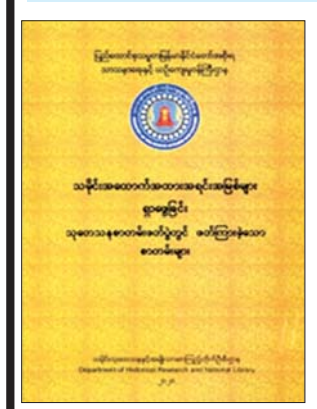 ပြည်ထောင်စုသမ္မတမြန်မာနိုင်ငံတော်အစိုးရ
သာသနာရေးနှင့် ယဉ်ကျေးမှုဝန်ကြီးဌာန
သမိုင်းအထောက်အထားအရင်းအမြစ်များ
ရှာဖွေခြင်း
သုတေသနစာတမ်းဖတ်ပွဲတွင် ဖတ်ကြားခဲ့သော
စာတမ်းများ
သမိုင်းသုတေသနနှင့်အမျိုးသားစာကြည့်တိုက်ဦးစီးဌာန
Department of Historical Research and National Library